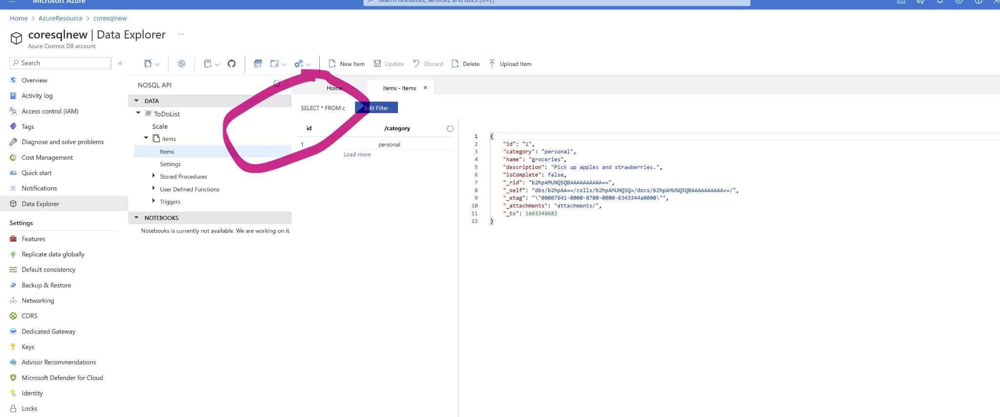 Microsoft Azure
Search resources, services, and docs (G+/)
Home > AzureResource > coresqlnew
coresqlnew | Data Explorer ...
Azure Cosmos DB account
Search
«
New Item
Update
Discard
Delete
Upload Item
Overview
Activity log
Access control (IAM)
Tags
Diagnose and solve problems
Cost Management
Quick start
Notifications
Data Explorer
Settings
Features
Replicate data globally
Default consistency
Backup & Restore
Networking
CORS
Dedicated Gateway
Keys
Advisor Recommendations
Microsoft Defender for Cloud
Identity
Locks
NOSQL API
DATA
ToDoList
Scale
items
Items
Settings
Stored Procedures
User Defined Functions
Triggers
NOTEBOOKS
Notebooks is currently not available. We are working on it.
Home
items - Items ×
SELECT * FROM c
Edit Filter
id /category
1 personal
Load more
1 {
2 "id": "1",
3 "category": "personal",
4 "name": "groceries",
5 "description": "Pick up apples and strawberries.",
6 "isComplete": false,
7 "_rid": "b2hpAMUNQ5QBAAAAAAAAAA==",
8 "_self": "dbs/b2hpAA==/colls/b2hpAMUNQ5Q=/docs/b2hpAMUNQ5QBAAAAAAAAAA==/",
9 "_etag": "\"00007641-0000-0700-0000-6343344a0000\"",
10 "_attachments": "attachments/",
11 "_ts": 1665348682
12 }